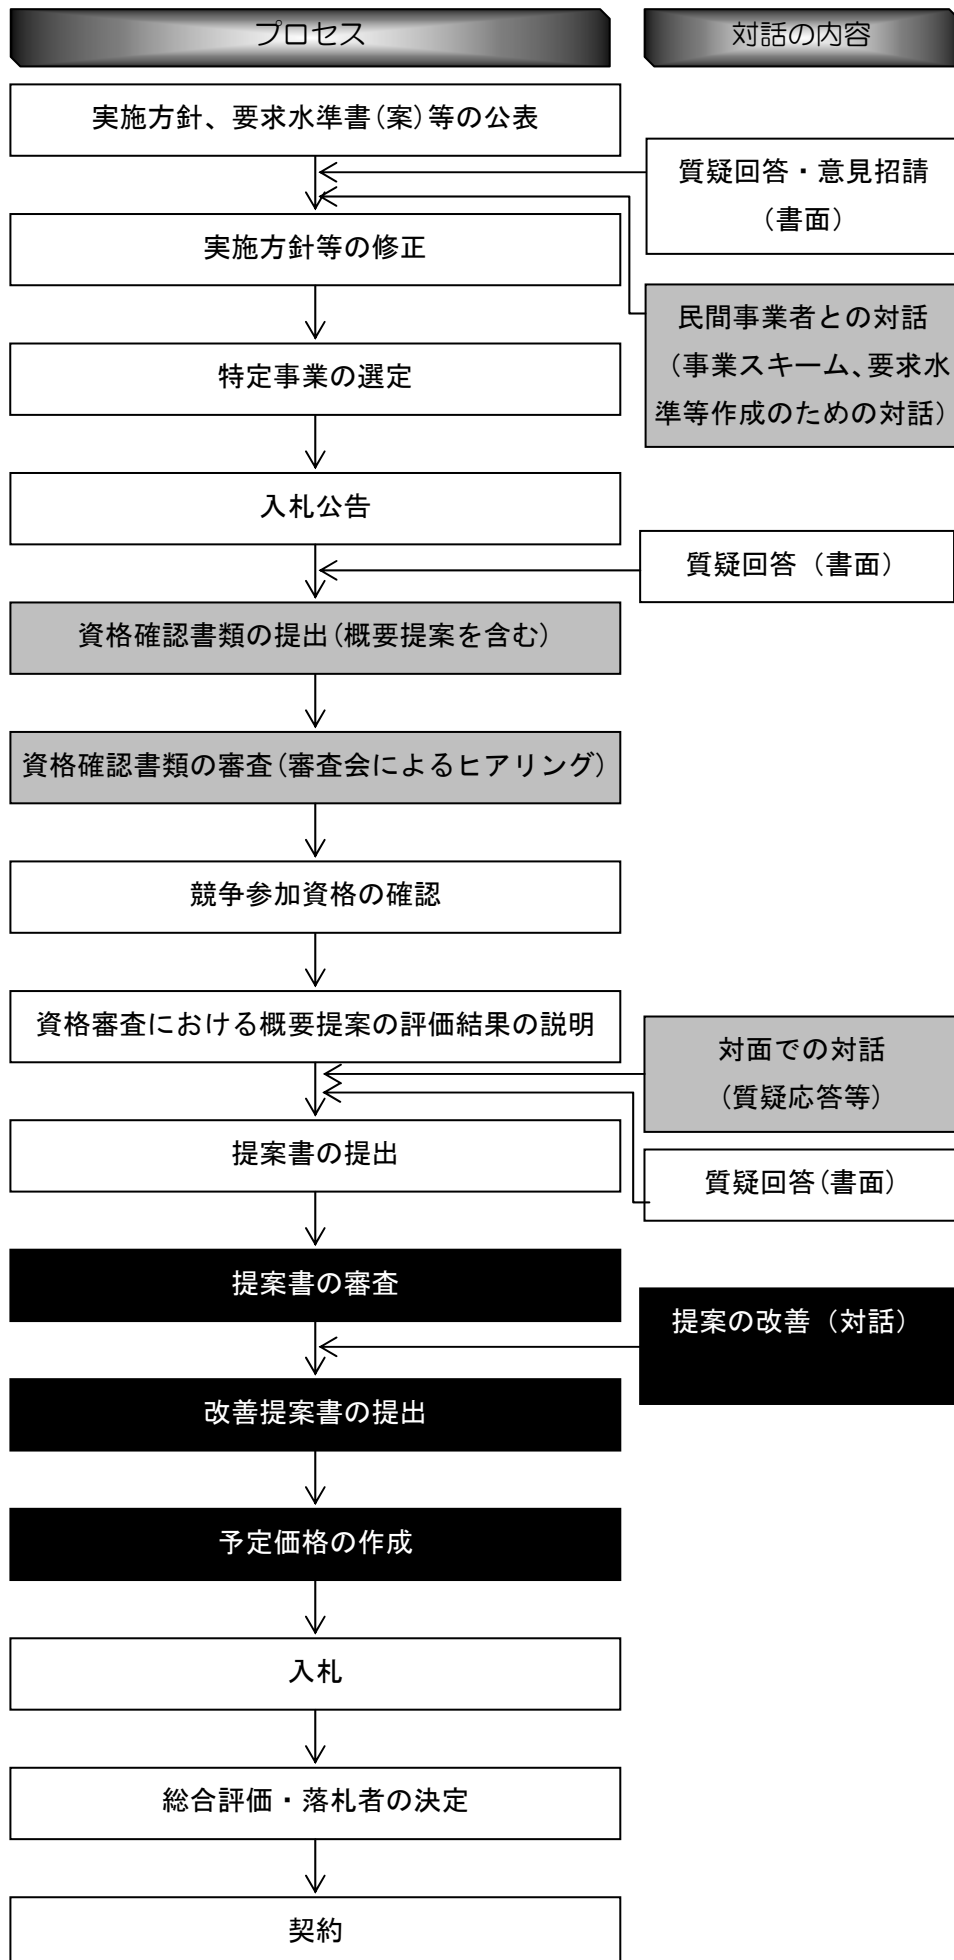 プロセス
対話の内容
実施方針、要求水準書(案)等の公表
質疑回答・意見招請
(書面)
実施方針等の修正
民間事業者との対話
(事業スキーム、要求水
準等作成のための対話)
特定事業の選定
入札公告
質疑回答(書面)
資格確認書類の提出(概要提案を含む)
資格確認書類の審査(審査会によるヒアリング)
競争参加資格の確認
資格審査における概要提案の評価結果の説明
対面での対話
(質疑応答等)
提案書の提出
質疑回答(書面)
提案書の審査
提案の改善(対話)
改善提案書の提出
予定価格の作成
入札
総合評価・落札者の決定
契約